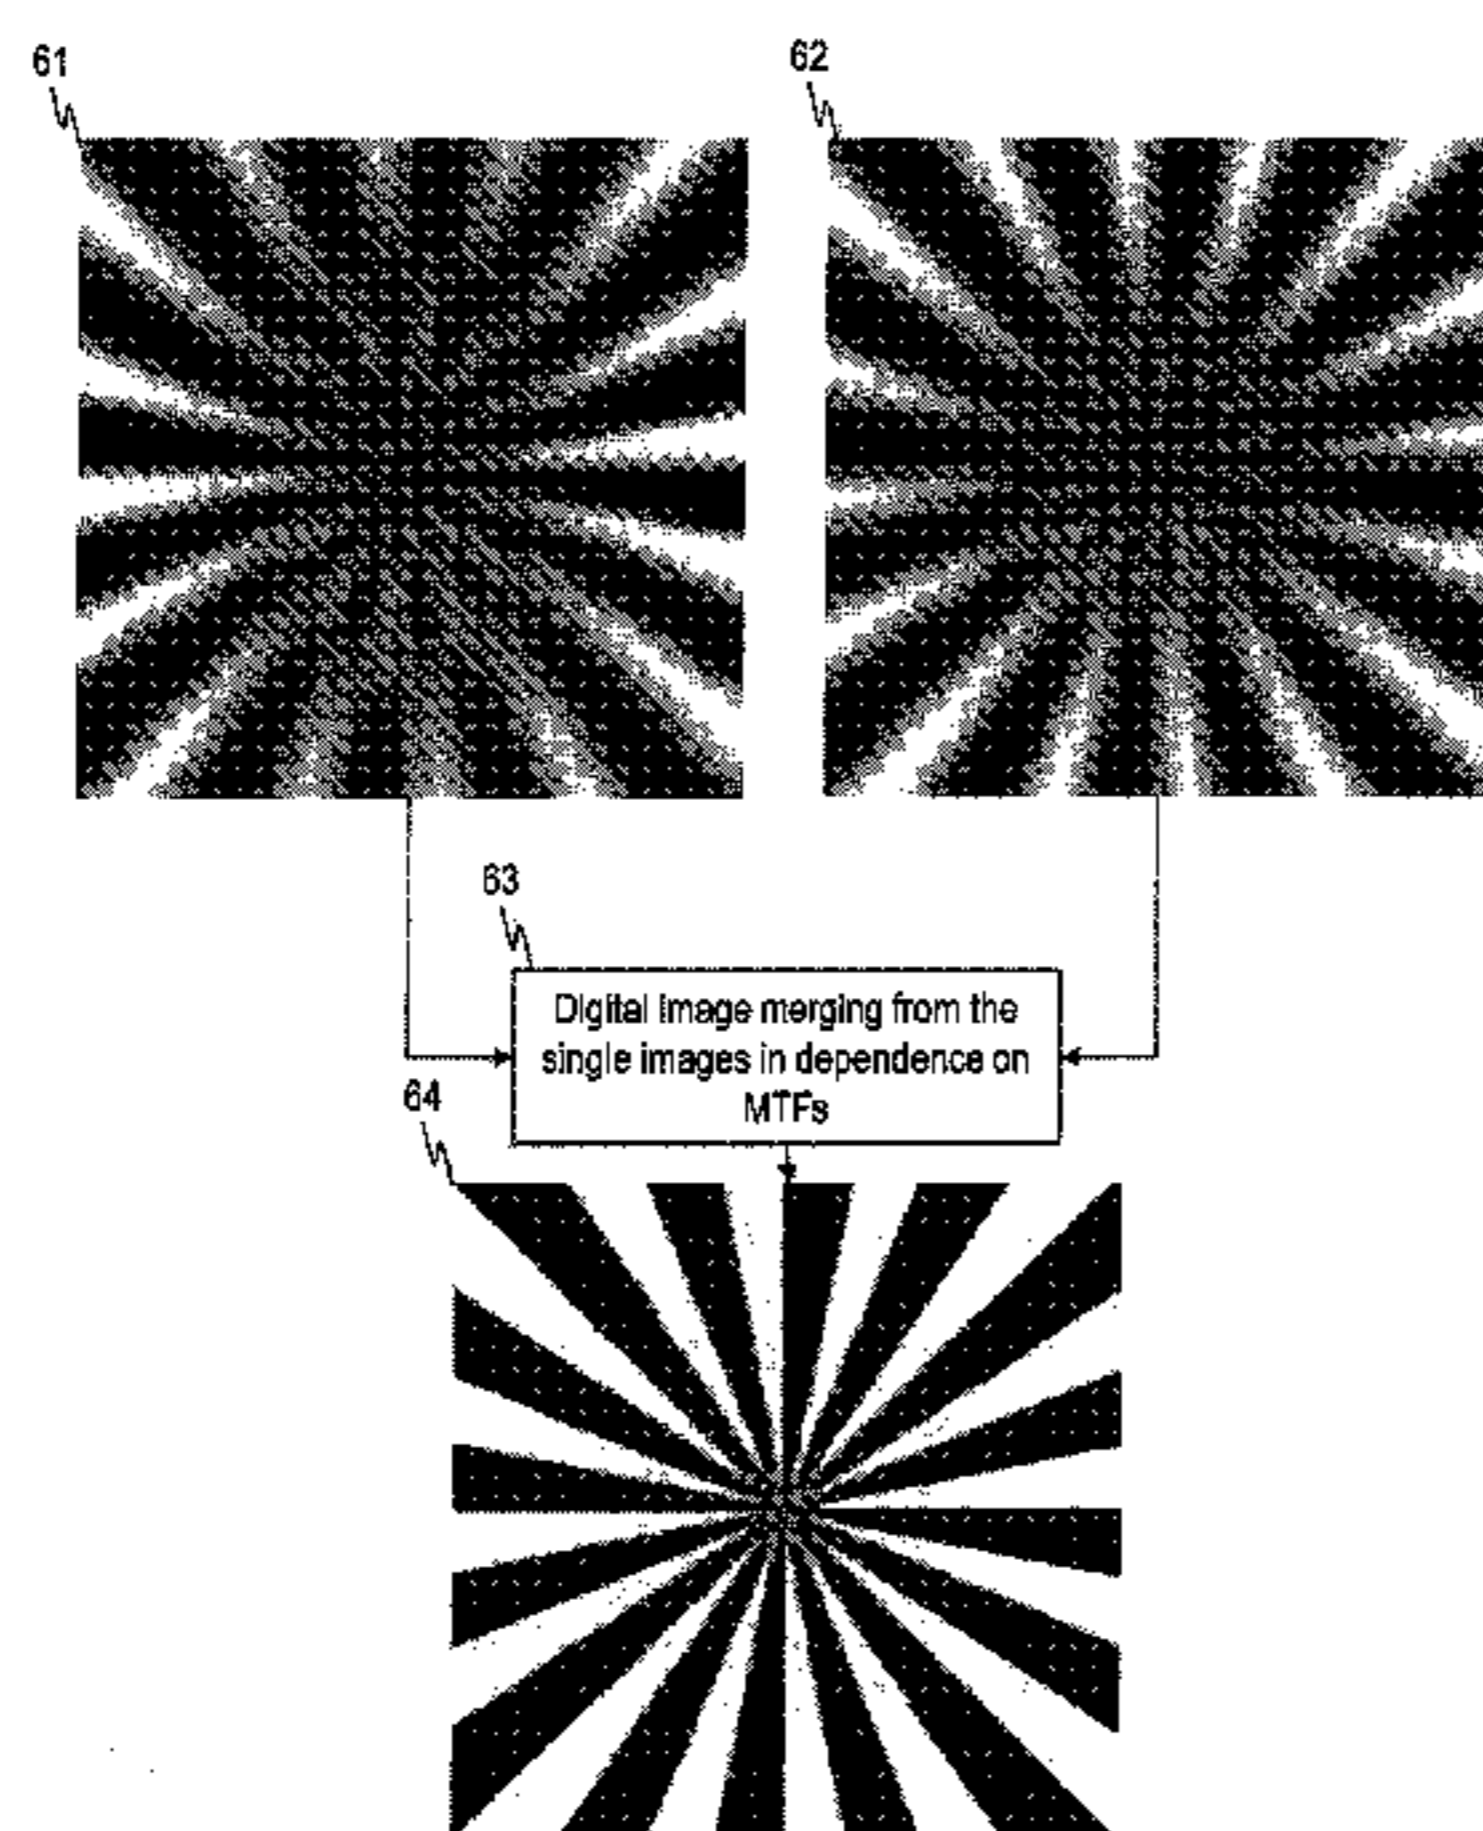 61
62
63
Digital image merging from the
single images in dependence on
MTFs
64